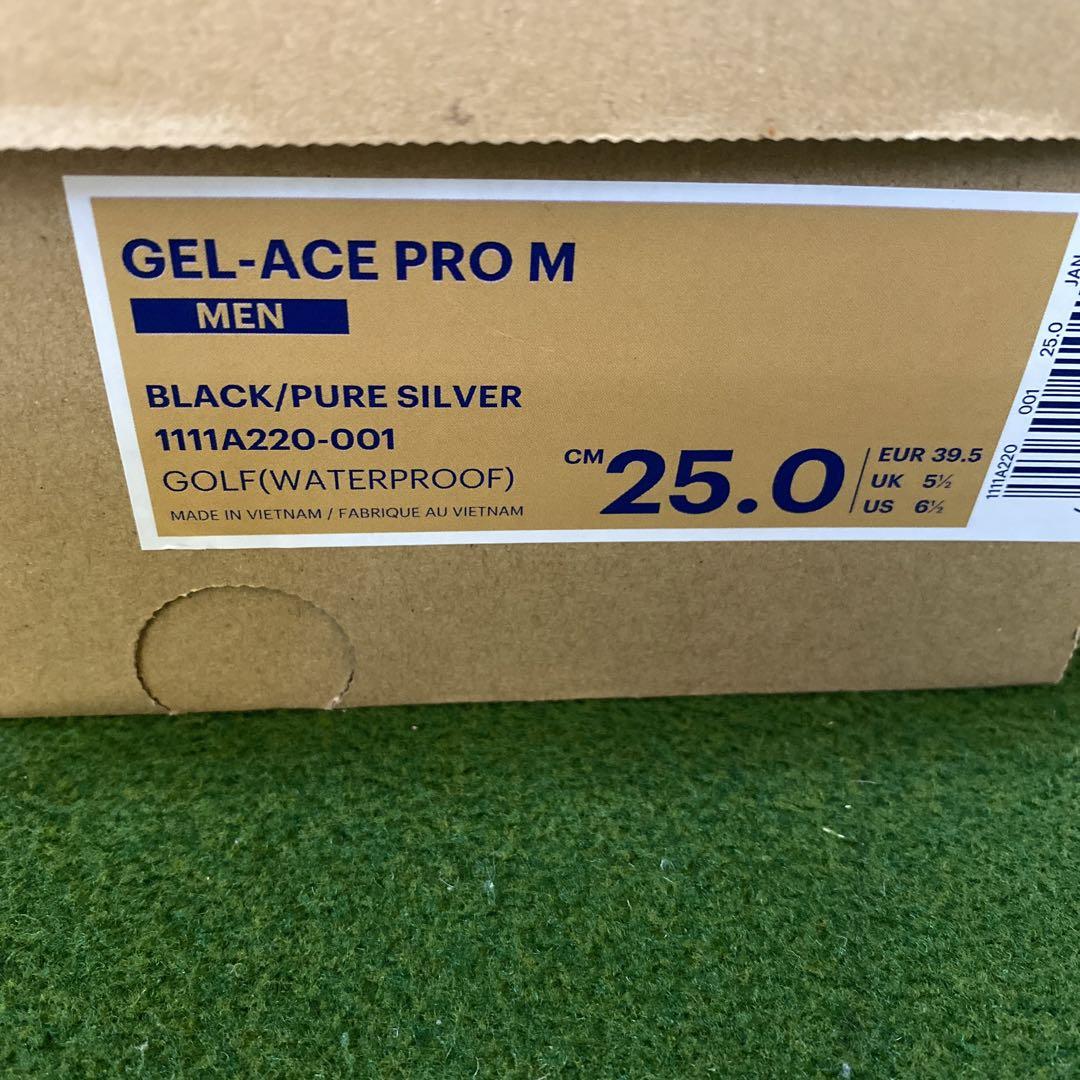 GEL-ACE PRO M
MEN
BLACK/PURE SILVER
1111A220-001
GOLF(WATERPROOF)
MADE IN VIETNAM / FABRIQUE AU VIETNAM
CM 25.0
EUR 39.5
UK 5½
US 6½
1111A220 001 25.0 JAN